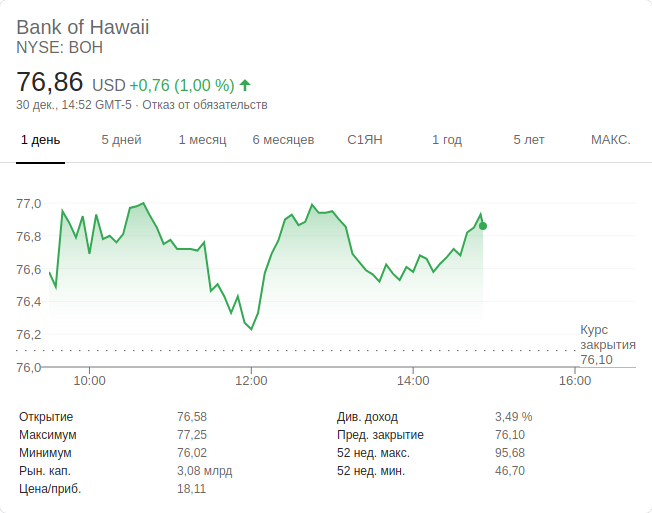 Bank of Hawaii
NYSE: BOH
76,86 USD +0,76 (1,00 %)
30 дек., 14:52 GMT-5 · Отказ от обязательств
1 день 5 дней 1 месяц 6 месяцев С1ЯН 1 год 5 лет МАКС.
77,0
76,8
76,6
76,4
76,2
76,0
Курс
закрытия
76,10
10:00 12:00 14:00 16:00
Открытие 76,58 Див. доход 3,49 %
Максимум 77,25 Пред. закрытие 76,10
Минимум 76,02 52 нед. макс. 95,68
Рын. кап. 3,08 млрд 52 нед. мин. 46,70
Цена/приб. 18,11